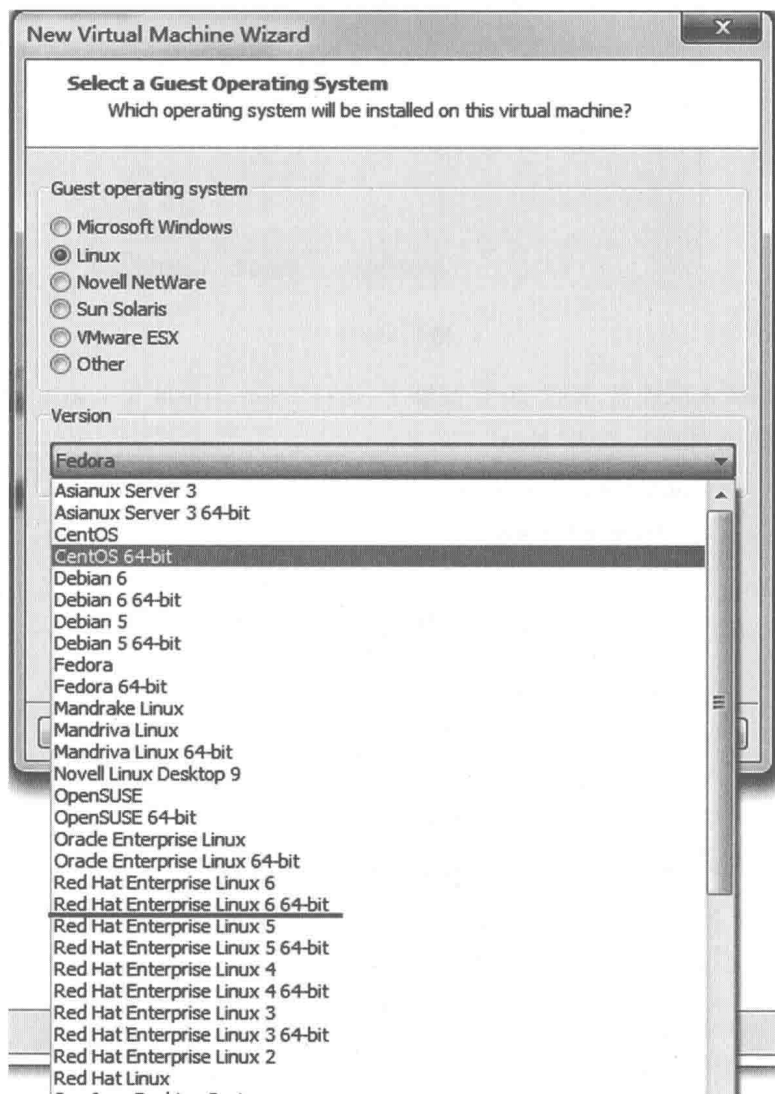 New Virtual Machine Wizard
Select a Guest Operating System
Which operating system will be installed on this virtual machine?
Guest operating system
Microsoft Windows
Linux
Novell NetWare
Sun Solaris
VMware ESX
Other
Version
Fedora
Asianux Server 3
Asianux Server 3 64-bit
CentOS
CentOS 64-bit
Debian 6
Debian 6 64-bit
Debian 5
Debian 5 64-bit
Fedora
Fedora 64-bit
Mandrake Linux
Mandriva Linux
Mandriva Linux 64-bit
Novell Linux Desktop 9
OpenSUSE
OpenSUSE 64-bit
Oracle Enterprise Linux
Oracle Enterprise Linux 64-bit
Red Hat Enterprise Linux 6
Red Hat Enterprise Linux 6 64-bit
Red Hat Enterprise Linux 5
Red Hat Enterprise Linux 5 64-bit
Red Hat Enterprise Linux 4
Red Hat Enterprise Linux 4 64-bit
Red Hat Enterprise Linux 3
Red Hat Enterprise Linux 3 64-bit
Red Hat Enterprise Linux 2
Red Hat Linux